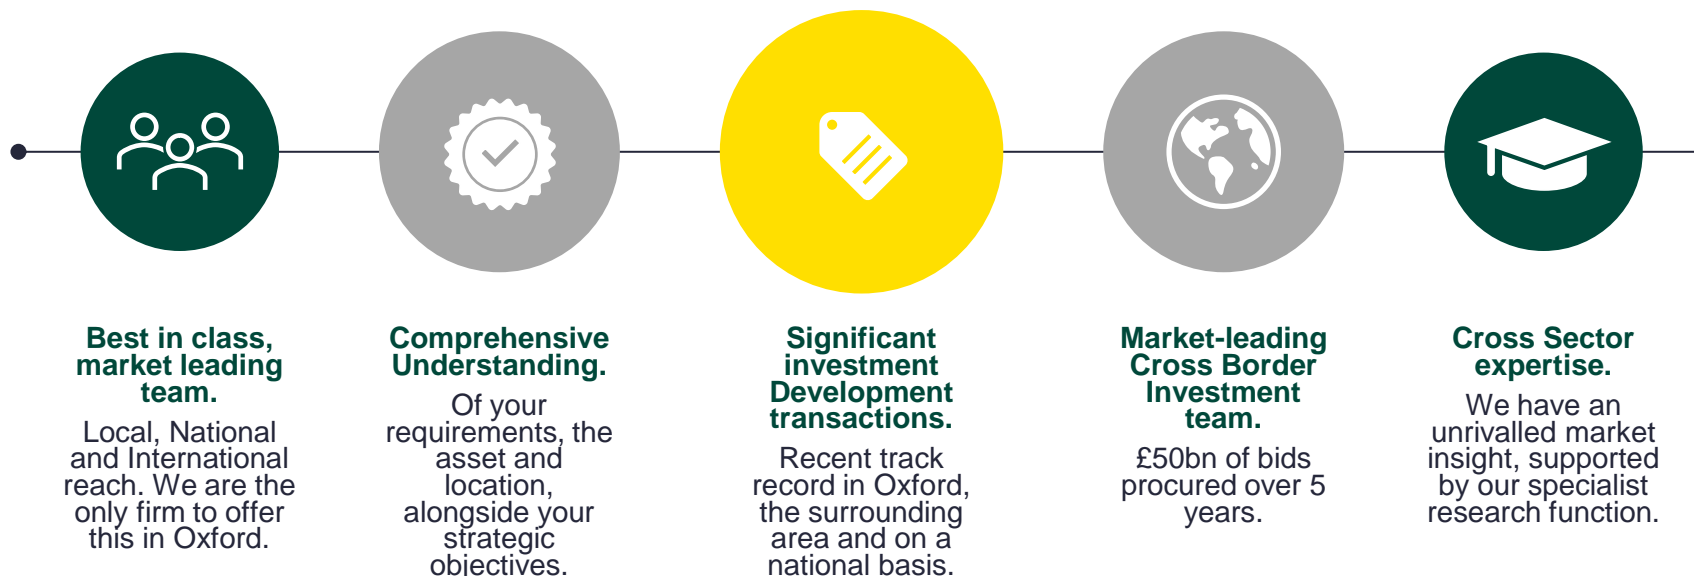 Best in class,
market leading
team.
Local, National
and International
reach. We are the
only firm to offer
this in Oxford.
Comprehensive
Understanding.
Of your
requirements, the
asset and
location,
alongside your
strategic
objectives.
Significant
investment
Development
transactions.
Recent track
record in Oxford,
the surrounding
area and on a
national basis.
Market-leading
Cross Border
Investment
team.
£50bn of bids
procured over 5
years.
Cross Sector
expertise.
We have an
unrivalled market
insight, supported
by our specialist
research function.